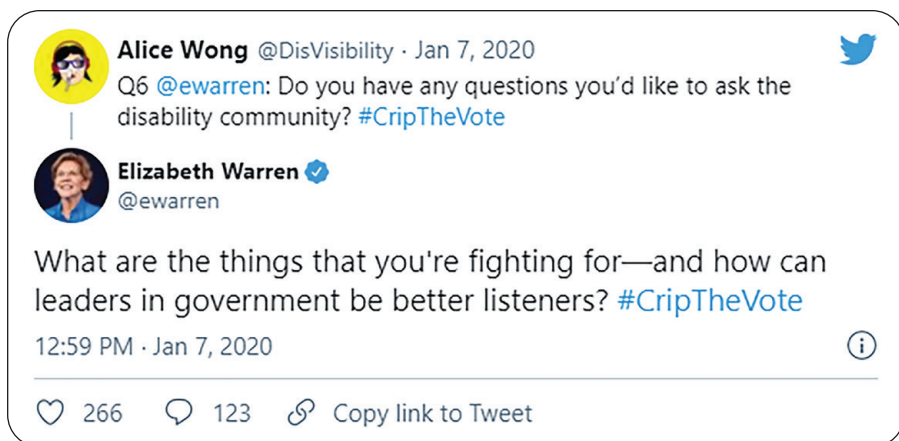 Alice Wong @DisVisibility · Jan 7, 2020
Q6 @ewarren: Do you have any questions you’d like to ask the
disability community? #CripTheVote
Elizabeth Warren
@ewarren
What are the things that you're fighting for—and how can
leaders in government be better listeners? #CripTheVote
12:59 PM · Jan 7, 2020
266 123 Copy link to Tweet